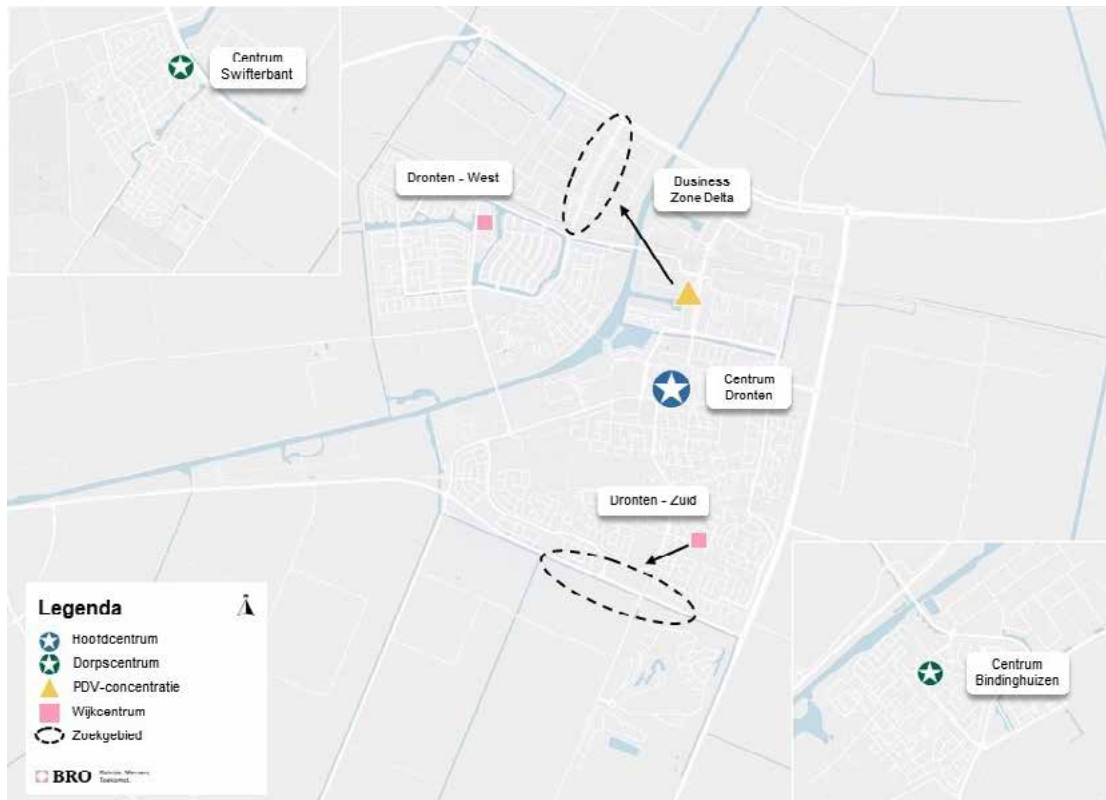 Centrum
Swifterbant
Dronten - West
Business
Zone Delta
Centrum
Dronten
Dronten - Zuid
Centrum
Biddinghuizen
Legenda
Hoofdcentrum
Dorpscentrum
PDV-concentratie
Wijkcentrum
Zoekgebied
BRO